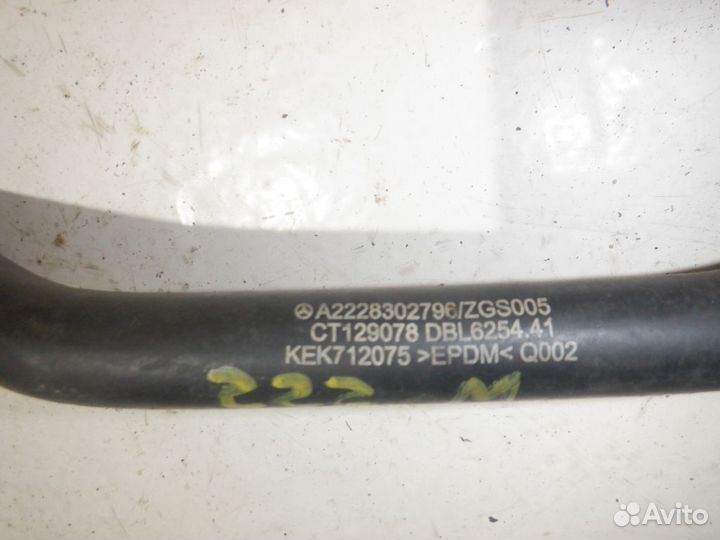 A2228302796/ZGS005
CT129078 DBL6254.41
KEK712075 >EPDM< Q002
222 M
Avito